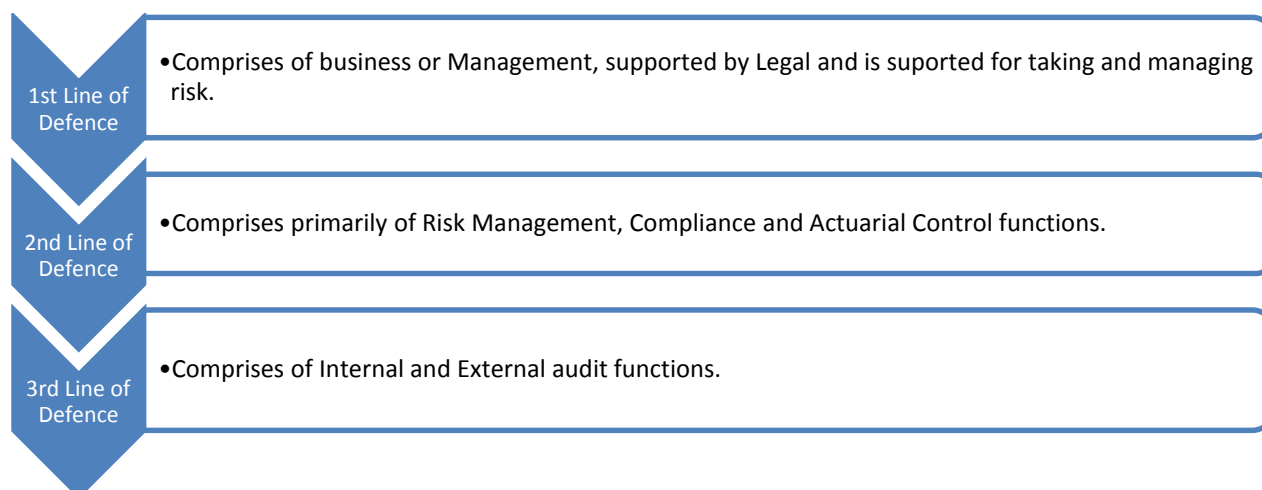 1st Line of
Defence
•Comprises of business or Management, supported by Legal and is suported for taking and managing
risk.
2nd Line of
Defence
•Comprises primarily of Risk Management, Compliance and Actuarial Control functions.
3rd Line of
Defence
•Comprises of Internal and External audit functions.